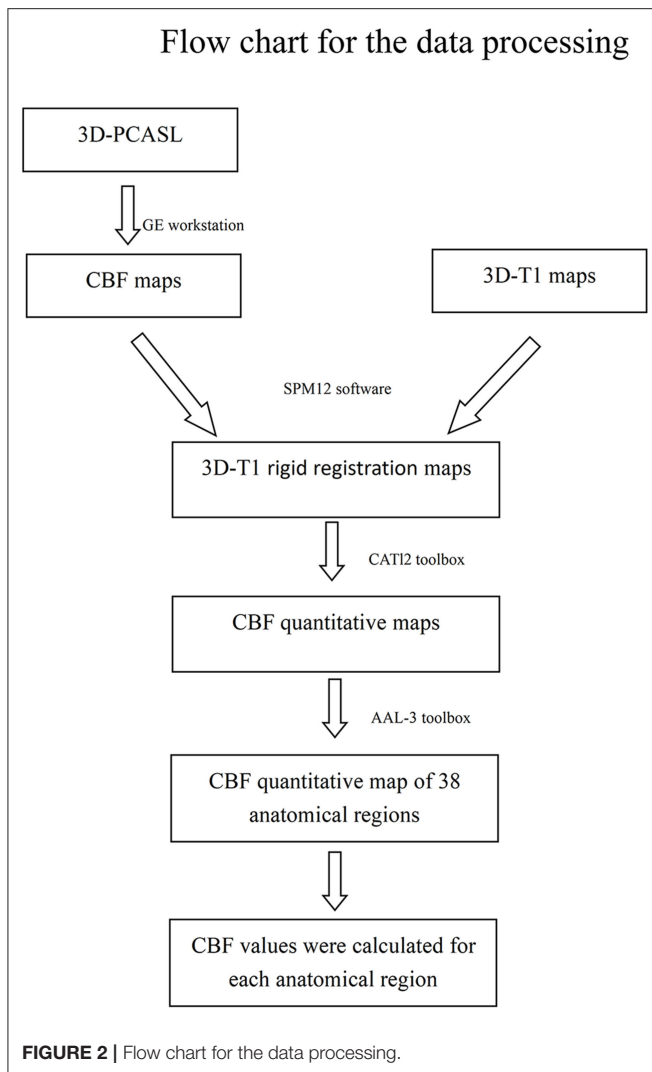 Flow chart for the data processing
3D-PCASL
GE workstation
CBF maps
3D-T1 maps
SPM12 software
3D-T1 rigid registration maps
CAT12 toolbox
CBF quantitative maps
AAL-3 toolbox
CBF quantitative map of 38
anatomical regions
CBF values were calculated for
each anatomical region
FIGURE 2 | Flow chart for the data processing.